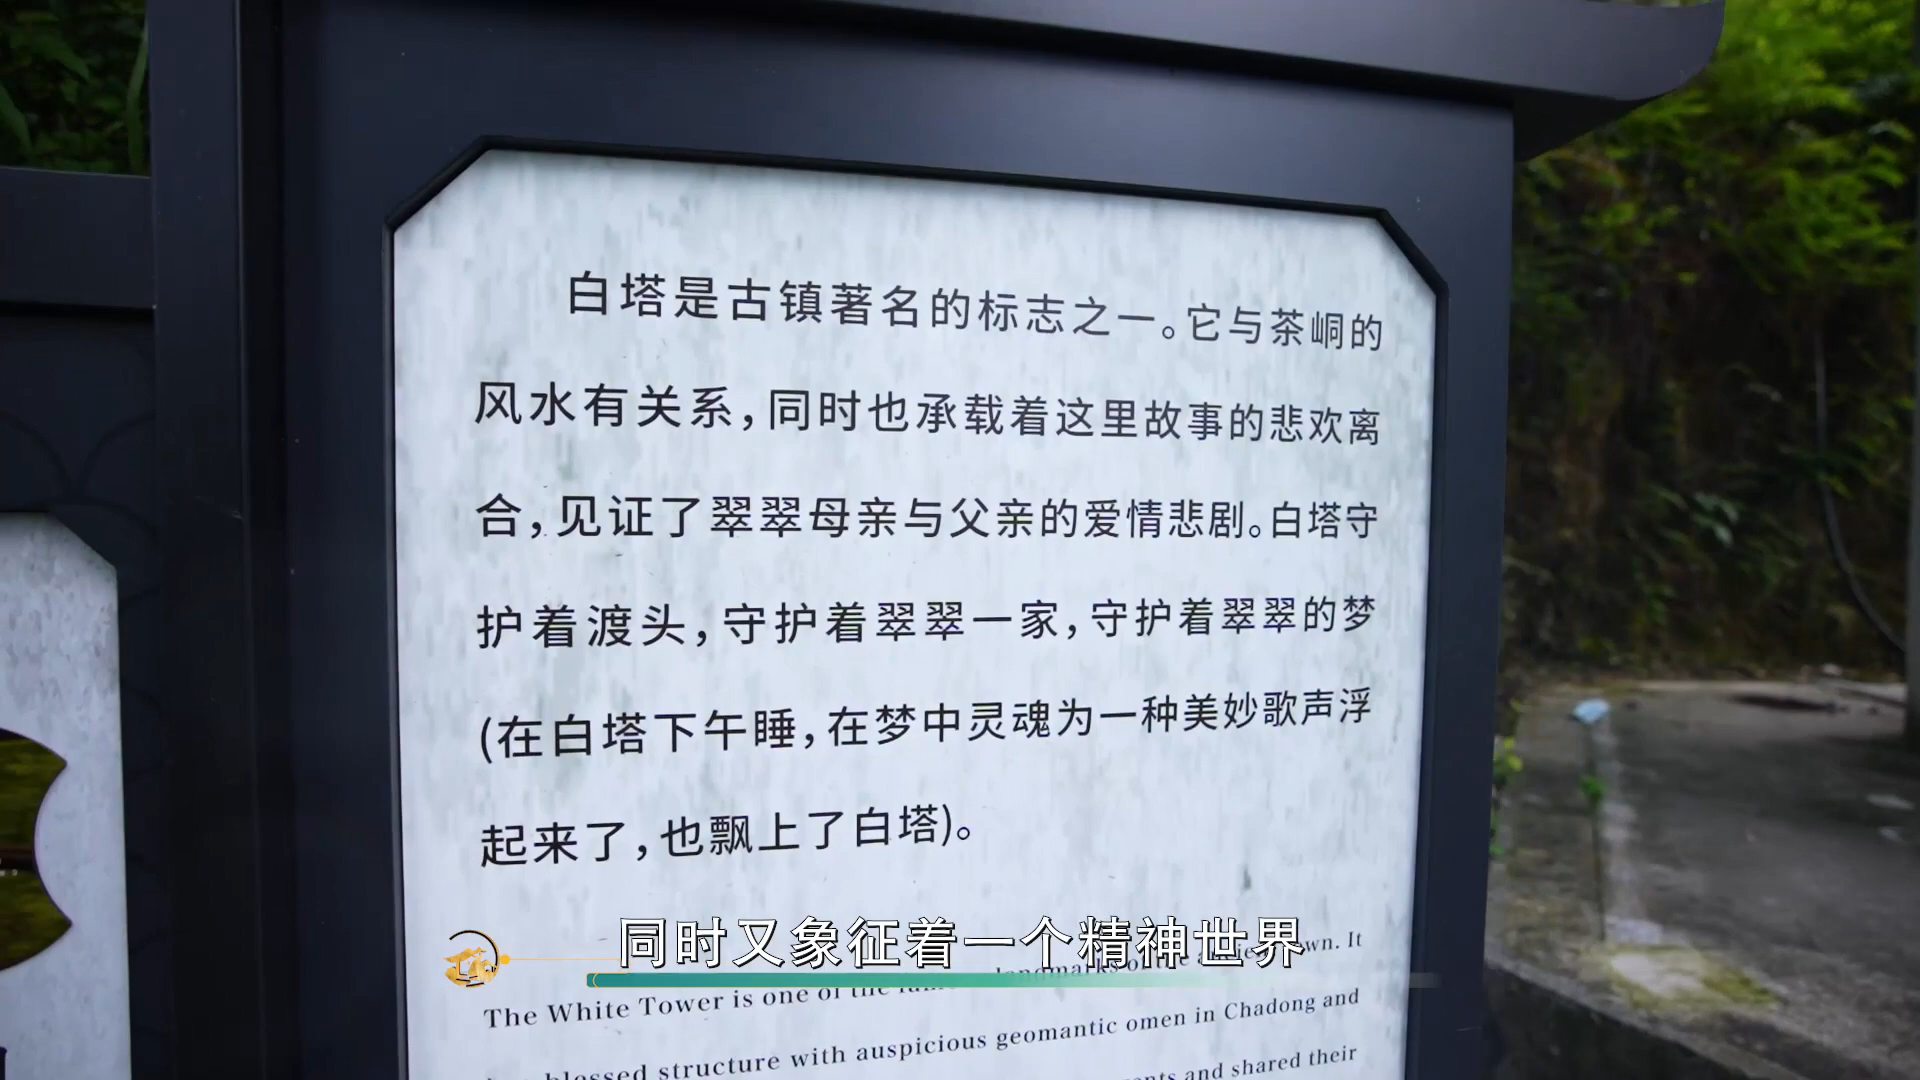 白塔是古镇著名的标志之一。它与茶峒的
风水有关系，同时也承载着这里故事的悲欢离
合，见证了翠翠母亲与父亲的爱情悲剧。白塔守
护着渡头，守护着翠翠一家，守护着翠翠的梦
(在白塔下午睡，在梦中灵魂为一种美妙歌声浮
起来了，也飘上了白塔)。
同时又象征着一个精神世界
The White Tower is one of the landmarks of the It
blessed structure with auspicious geomantic omen in Chadong and
and shared their